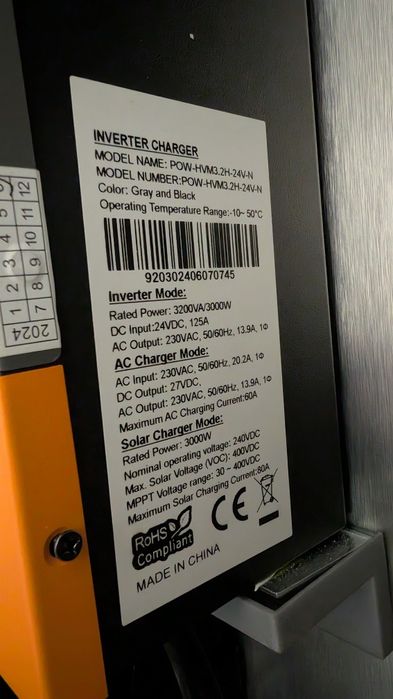 INVERTER CHARGER
MODEL NAME: POW-HVM3.2H-24V-N
MODEL NUMBER:POW-HVM3.2H-24V-N
Color: Gray and Black
Operating Temperature Range:-10~ 50°C
920302406070745
Inverter Mode:
Rated Power: 3200VA/3000W
DC Input:24VDC, 125A
AC Output: 230VAC, 50/60Hz, 13.9A, 1Φ
AC Charger Mode:
AC Input: 230VAC, 50/60Hz, 20.2A, 1Φ
DC Output: 27VDC,
AC Output: 230VAC, 50/60Hz, 13.9A, 1Φ
Maximum AC Charging Current:60A
Solar Charger Mode:
Rated Power: 3000W
Nominal operating voltage: 240VDC
Max. Solar Voltage (VOC): 400VDC
MPPT Voltage range: 30 ~ 400VDC
Maximum Solar Charging Current:80A
RoHS
Compliant
CE
MADE IN CHINA
2024
1 2 3 4 5
7 8 9 10 11 12